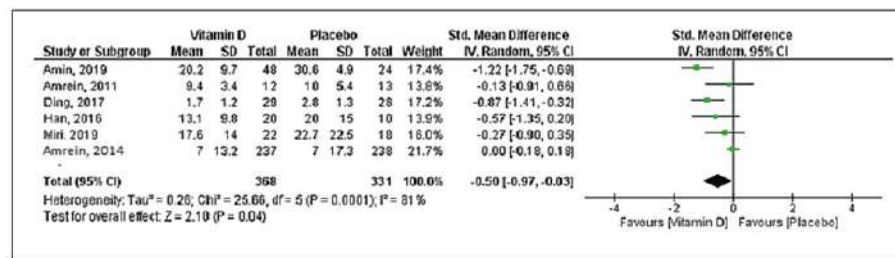 Vitamin D Placebo Std. Mean Difference Std. Mean Difference
Study or Subgroup Mean SD Total Mean SD Total Weight IV, Random, 95% CI IV, Random, 95% CI
Amin, 2019 20.2 9.7 48 30.6 4.9 24 17.4% -1.22 [-1.75, -0.69]
Amrein, 2011 9.4 3.4 12 10 5.4 13 13.8% -0.13 [-0.91, 0.66]
Ding, 2017 1.7 1.2 29 2.8 1.3 28 17.2% -0.87 [-1.41, -0.32]
Han, 2016 13.1 9.8 20 20 15 10 13.9% -0.57 [-1.35, 0.20]
Miri, 2019 17.6 14 22 22.7 22.5 18 16.0% -0.27 [-0.90, 0.35]
Amrein, 2014 7 13.2 237 7 17.3 238 21.7% 0.00 [-0.18, 0.18]
Total (95% CI) 368 331 100.0% -0.50 [-0.97, -0.03]
Heterogeneity: Tau² = 0.26; Chi² = 25.66, df = 5 (P = 0.0001); I² = 81%
Test for overall effect: Z = 2.10 (P = 0.04)
-4 -2 0 2 4
Favours [Vitamin D] Favours [Placebo]